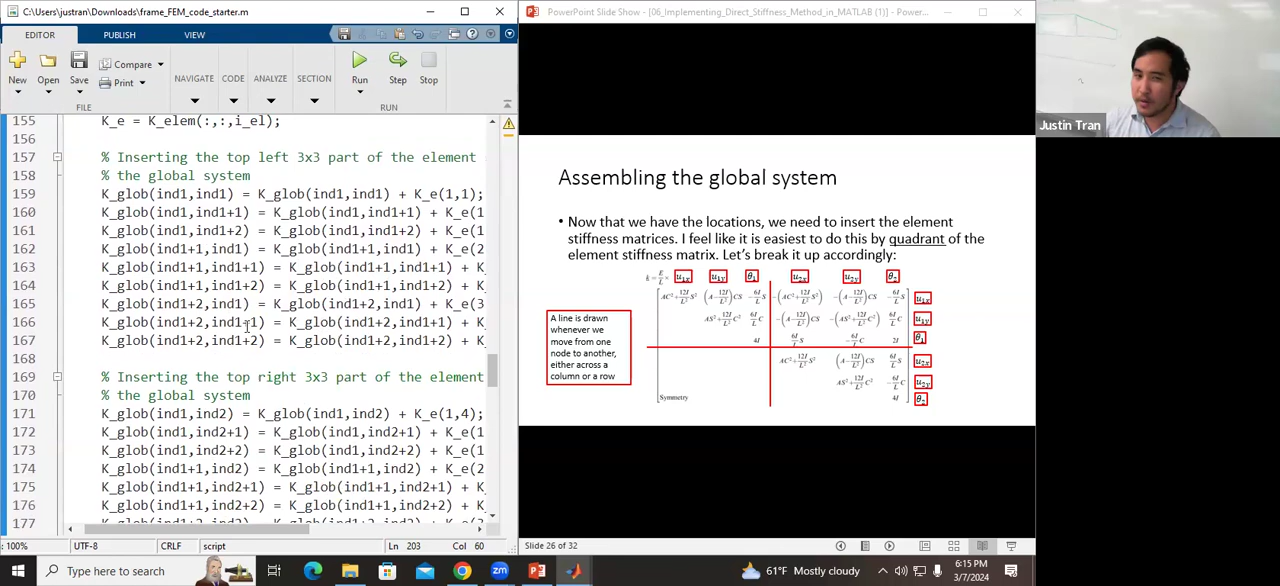 C:\Users\justran\Downloads\frame_FEM_code_starter.m
EDITOR PUBLISH VIEW
New Open Save Compare Print
NAVIGATE CODE ANALYZE SECTION
Run Step Stop
FILE RUN
155 K_e = K_elem(:,:,i_el);
156
157 % Inserting the top left 3x3 part of the element
158 % the global system
159 K_glob(ind1,ind1) = K_glob(ind1,ind1) + K_e(1,1);
160 K_glob(ind1,ind1+1) = K_glob(ind1,ind1+1) + K_e(1
161 K_glob(ind1,ind1+2) = K_glob(ind1,ind1+2) + K_e(1
162 K_glob(ind1+1,ind1) = K_glob(ind1+1,ind1) + K_e(2
163 K_glob(ind1+1,ind1+1) = K_glob(ind1+1,ind1+1) + K_
164 K_glob(ind1+1,ind1+2) = K_glob(ind1+1,ind1+2) + K_
165 K_glob(ind1+2,ind1) = K_glob(ind1+2,ind1) + K_e(3
166 K_glob(ind1+2,ind1+1) = K_glob(ind1+2,ind1+1) + K_
167 K_glob(ind1+2,ind1+2) = K_glob(ind1+2,ind1+2) + K_
168
169 % Inserting the top right 3x3 part of the element
170 % the global system
171 K_glob(ind1,ind2) = K_glob(ind1,ind2) + K_e(1,4);
172 K_glob(ind1,ind2+1) = K_glob(ind1,ind2+1) + K_e(1
173 K_glob(ind1,ind2+2) = K_glob(ind1,ind2+2) + K_e(1
174 K_glob(ind1+1,ind2) = K_glob(ind1+1,ind2) + K_e(2
175 K_glob(ind1+1,ind2+1) = K_glob(ind1+1,ind2+1) + K_
176 K_glob(ind1+1,ind2+2) = K_glob(ind1+1,ind2+2) + K_
177
100% UTF-8 CRLF script Ln 203 Col 60
PowerPoint Slide Show - [06_Implementing_Direct_Stiffness_Method_in_MATLAB (1)] - Power...
Assembling the global system
• Now that we have the locations, we need to insert the element
stiffness matrices. I feel like it is easiest to do this by quadrant of the
element stiffness matrix. Let's break it up accordingly:
A line is drawn
whenever we
move from one
node to another,
either across a
column or a row
Symmetry
Slide 26 of 32
Justin Tran
Type here to search
61°F Mostly cloudy
6:15 PM
3/7/2024